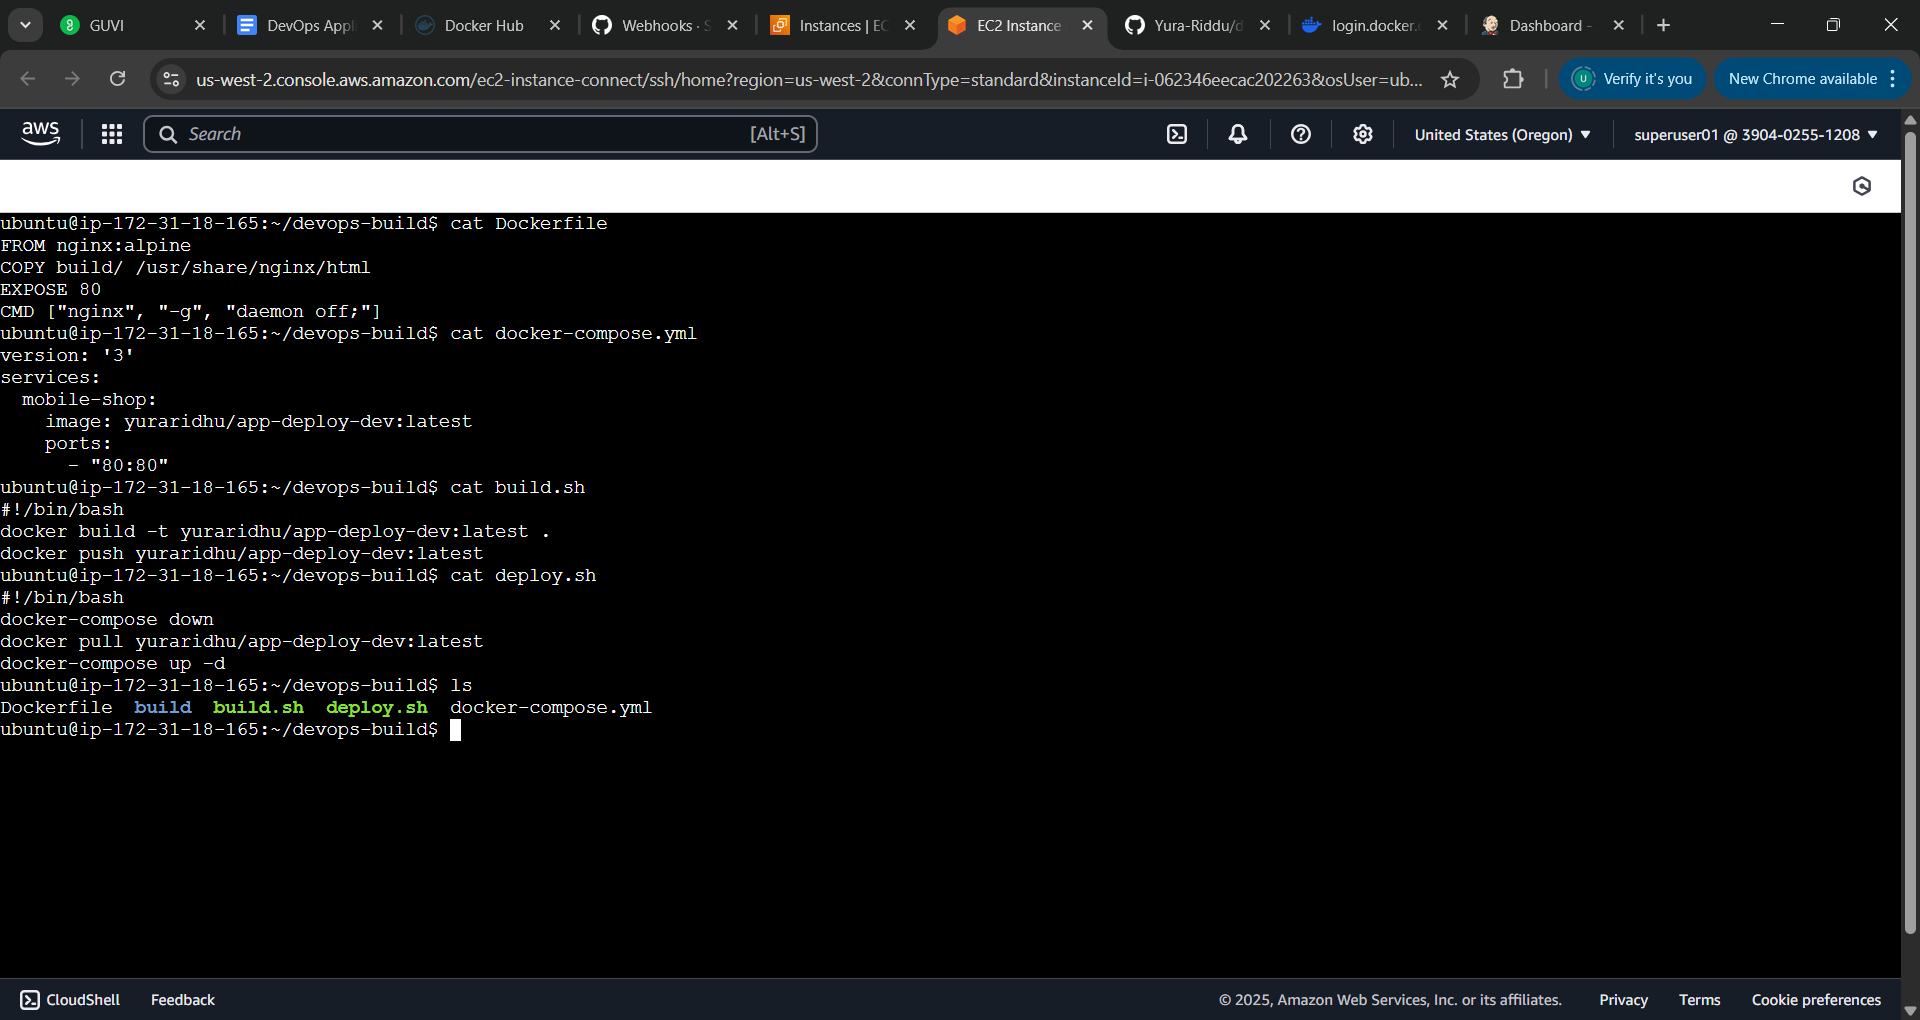 GUVI
DevOps Appl
Docker Hub
Webhooks · S
Instances | EC
EC2 Instance
Yura-Riddu/d
login.docker.
Dashboard -
us-west-2.console.aws.amazon.com/ec2-instance-connect/ssh/home?region=us-west-2&connType=standard&instanceId=i-062346eecac202263&osUser=ub...
U Verify it's you
New Chrome available
aws
Search [Alt+S]
United States (Oregon)
superuser01 @ 3904-0255-1208
ubuntu@ip-172-31-18-165:~/devops-build$ cat Dockerfile
FROM nginx:alpine
COPY build/ /usr/share/nginx/html
EXPOSE 80
CMD ["nginx", "-g", "daemon off;"]
ubuntu@ip-172-31-18-165:~/devops-build$ cat docker-compose.yml
version: '3'
services:
  mobile-shop:
    image: yuraridhu/app-deploy-dev:latest
    ports:
      - "80:80"
ubuntu@ip-172-31-18-165:~/devops-build$ cat build.sh
#!/bin/bash
docker build -t yuraridhu/app-deploy-dev:latest .
docker push yuraridhu/app-deploy-dev:latest
ubuntu@ip-172-31-18-165:~/devops-build$ cat deploy.sh
#!/bin/bash
docker-compose down
docker pull yuraridhu/app-deploy-dev:latest
docker-compose up -d
ubuntu@ip-172-31-18-165:~/devops-build$ ls
Dockerfile  build  build.sh  deploy.sh  docker-compose.yml
ubuntu@ip-172-31-18-165:~/devops-build$
CloudShell
Feedback
© 2025, Amazon Web Services, Inc. or its affiliates.
Privacy
Terms
Cookie preferences